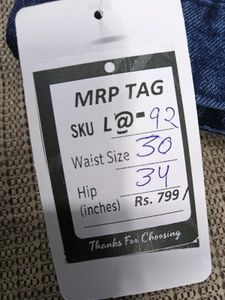 MRP TAG
SKU L@-92
Waist Size 30
Hip 34
(inches) Rs. 799/
Thanks For Choosing